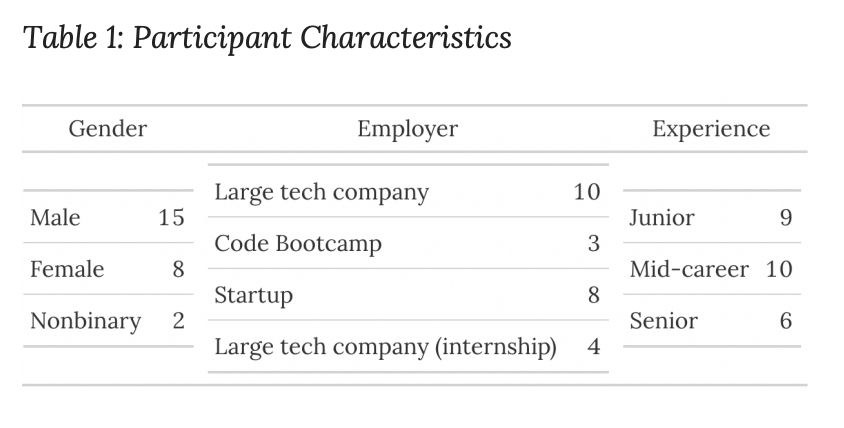 Table 1: Participant Characteristics
Gender Employer Experience
Male 15
Female 8
Nonbinary 2
Large tech company 10
Code Bootcamp 3
Startup 8
Large tech company (internship) 4
Junior 9
Mid-career 10
Senior 6